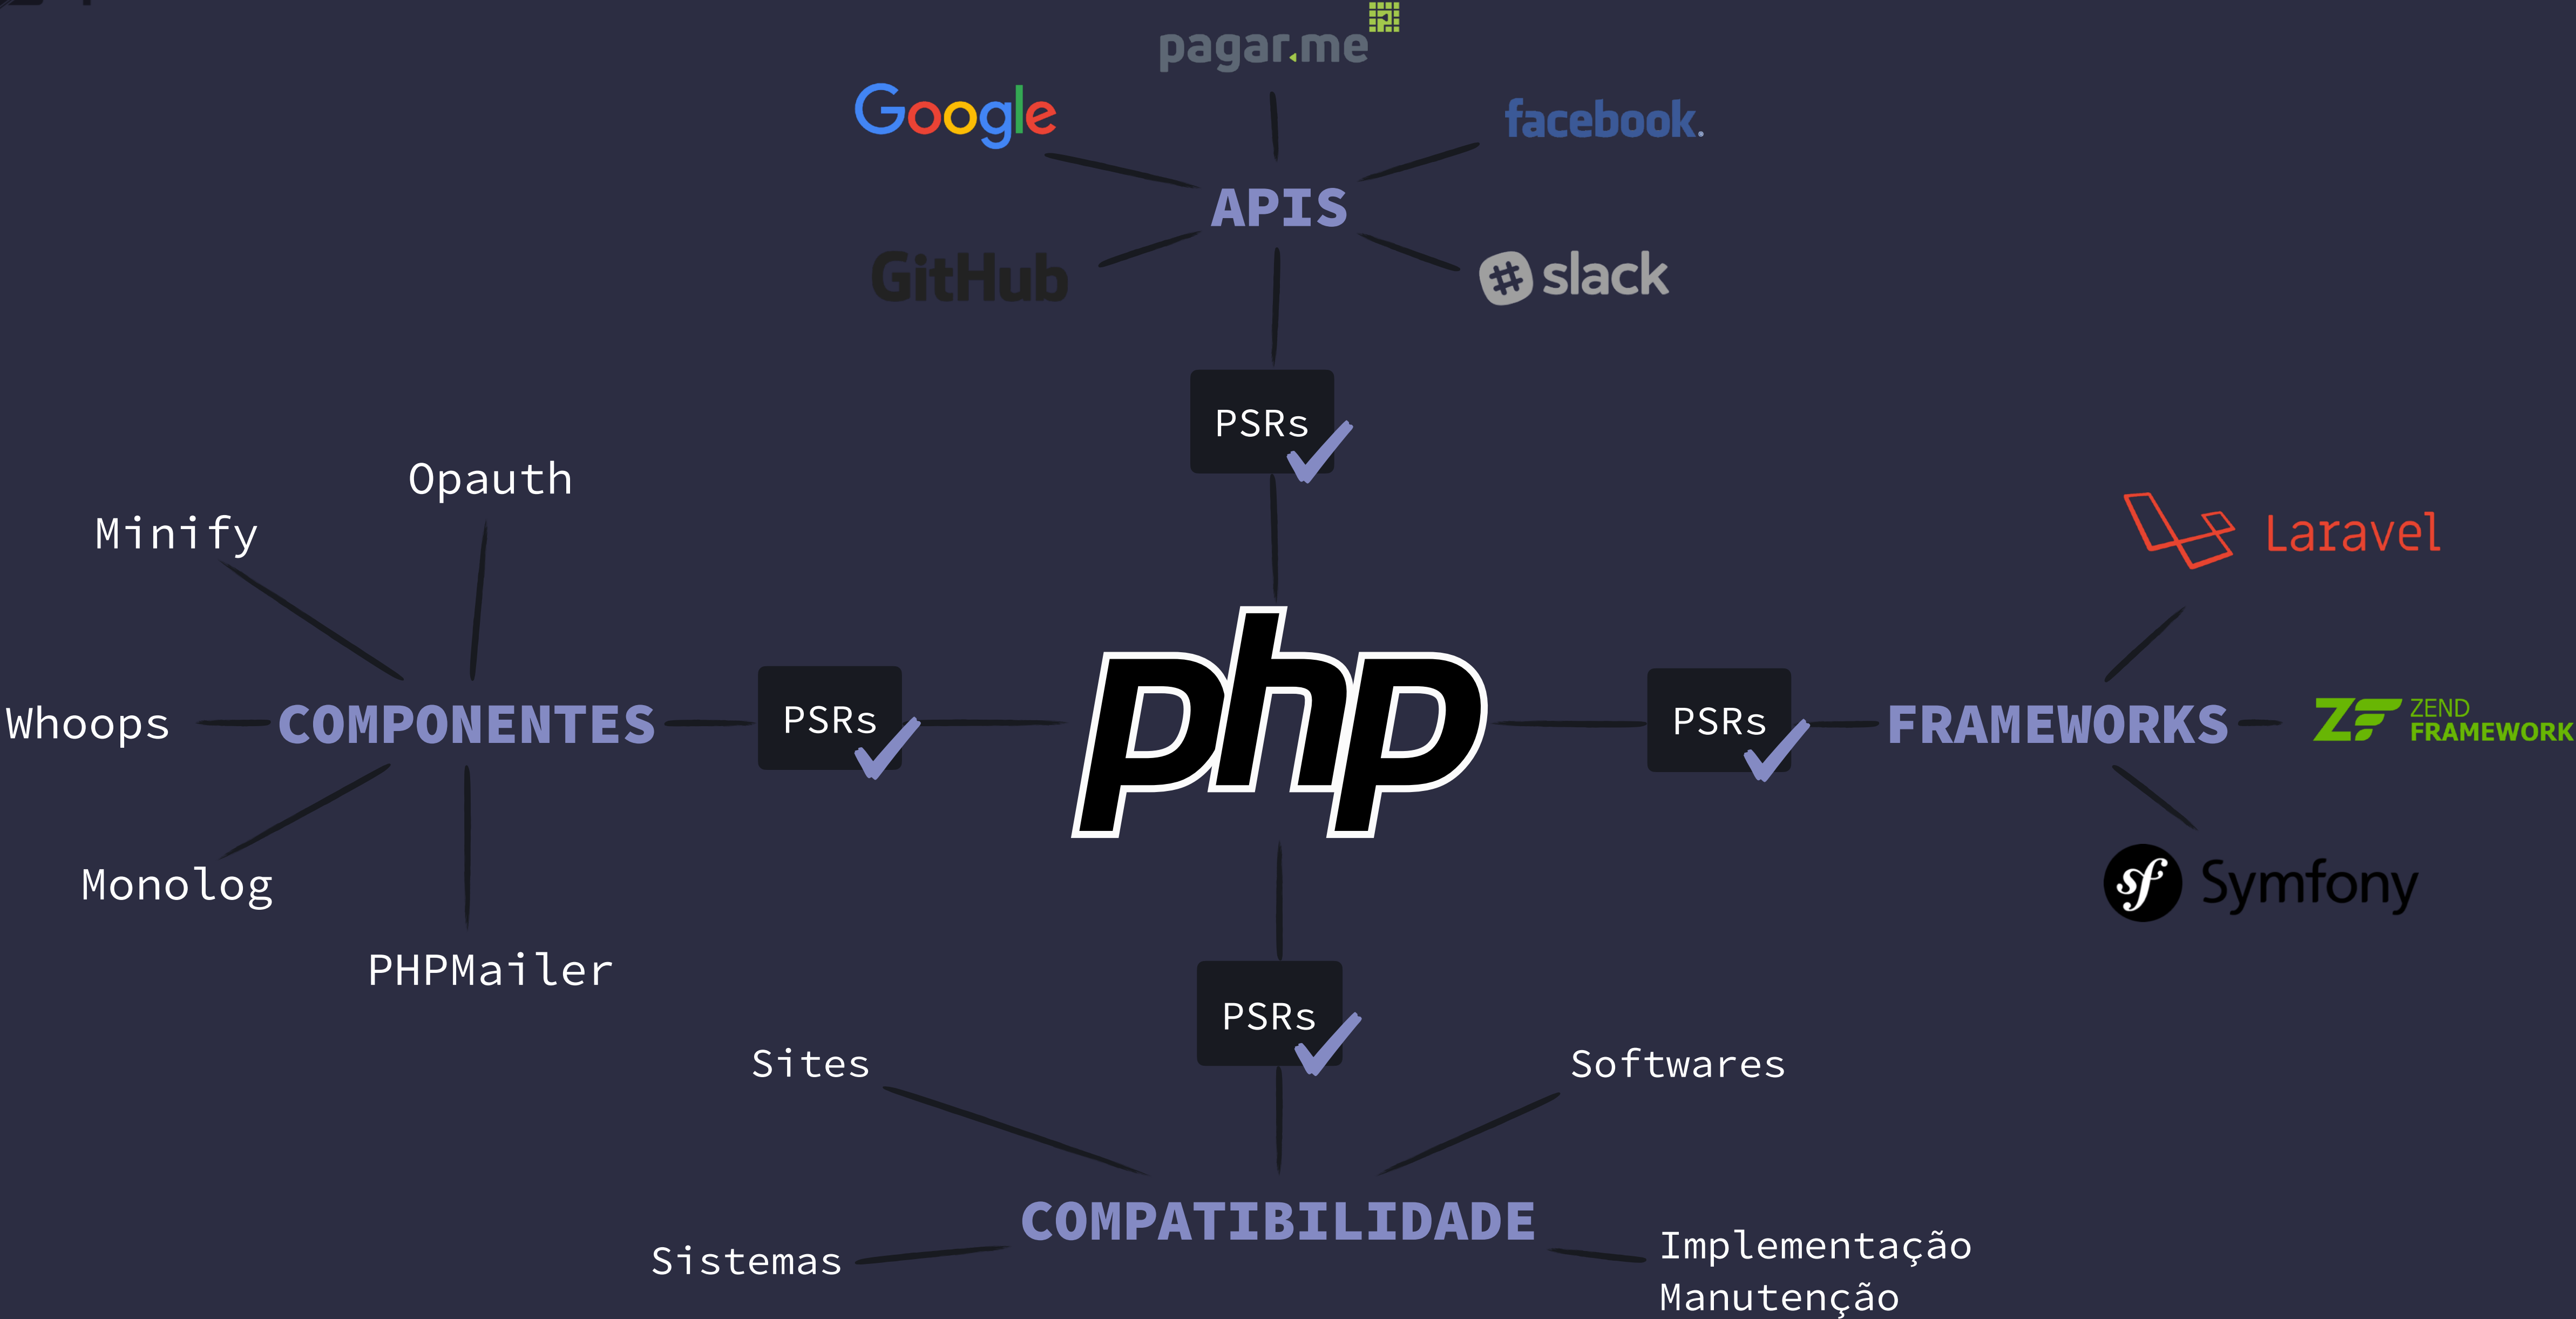 pagar.me
Google
facebook.
APIS
GitHub
slack
PSRs
Opauth
Minify
Laravel
Whoops
COMPONENTES
PSRs
php
PSRs
FRAMEWORKS
ZEND
FRAMEWORK
Monolog
sf Symfony
PHPMailer
PSRs
Sites
Softwares
COMPATIBILIDADE
Sistemas
Implementação
Manutenção